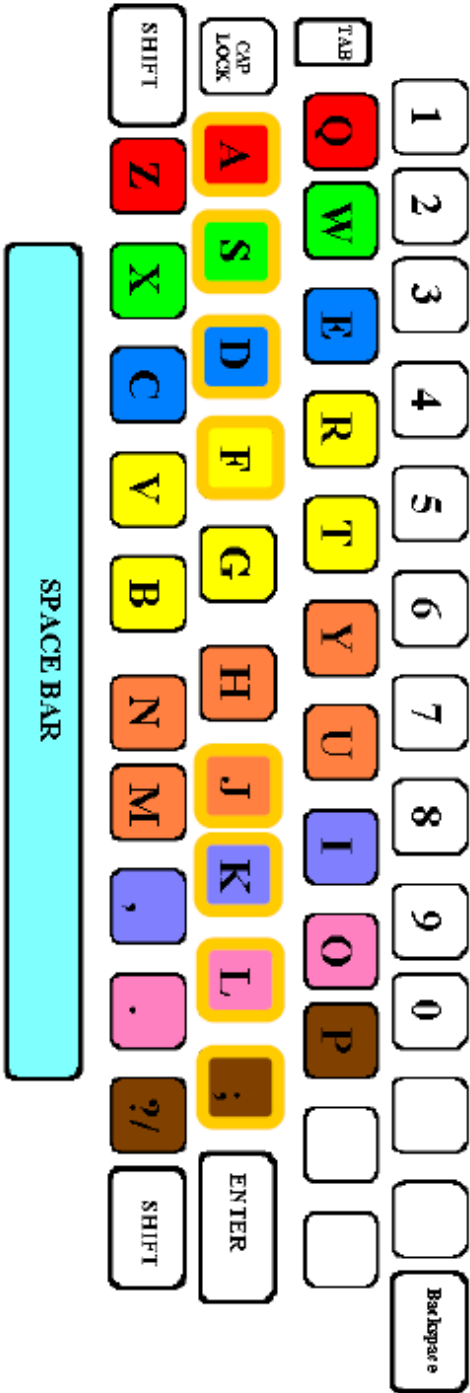 1 2 3 4 5 6 7 8 9 0 Backspace
TAB Q W E R T Y U I O P
CAP LOCK A S D F G H J K L ; ENTER
SHIFT Z X C V B N M , . ?/ SHIFT
SPACE BAR